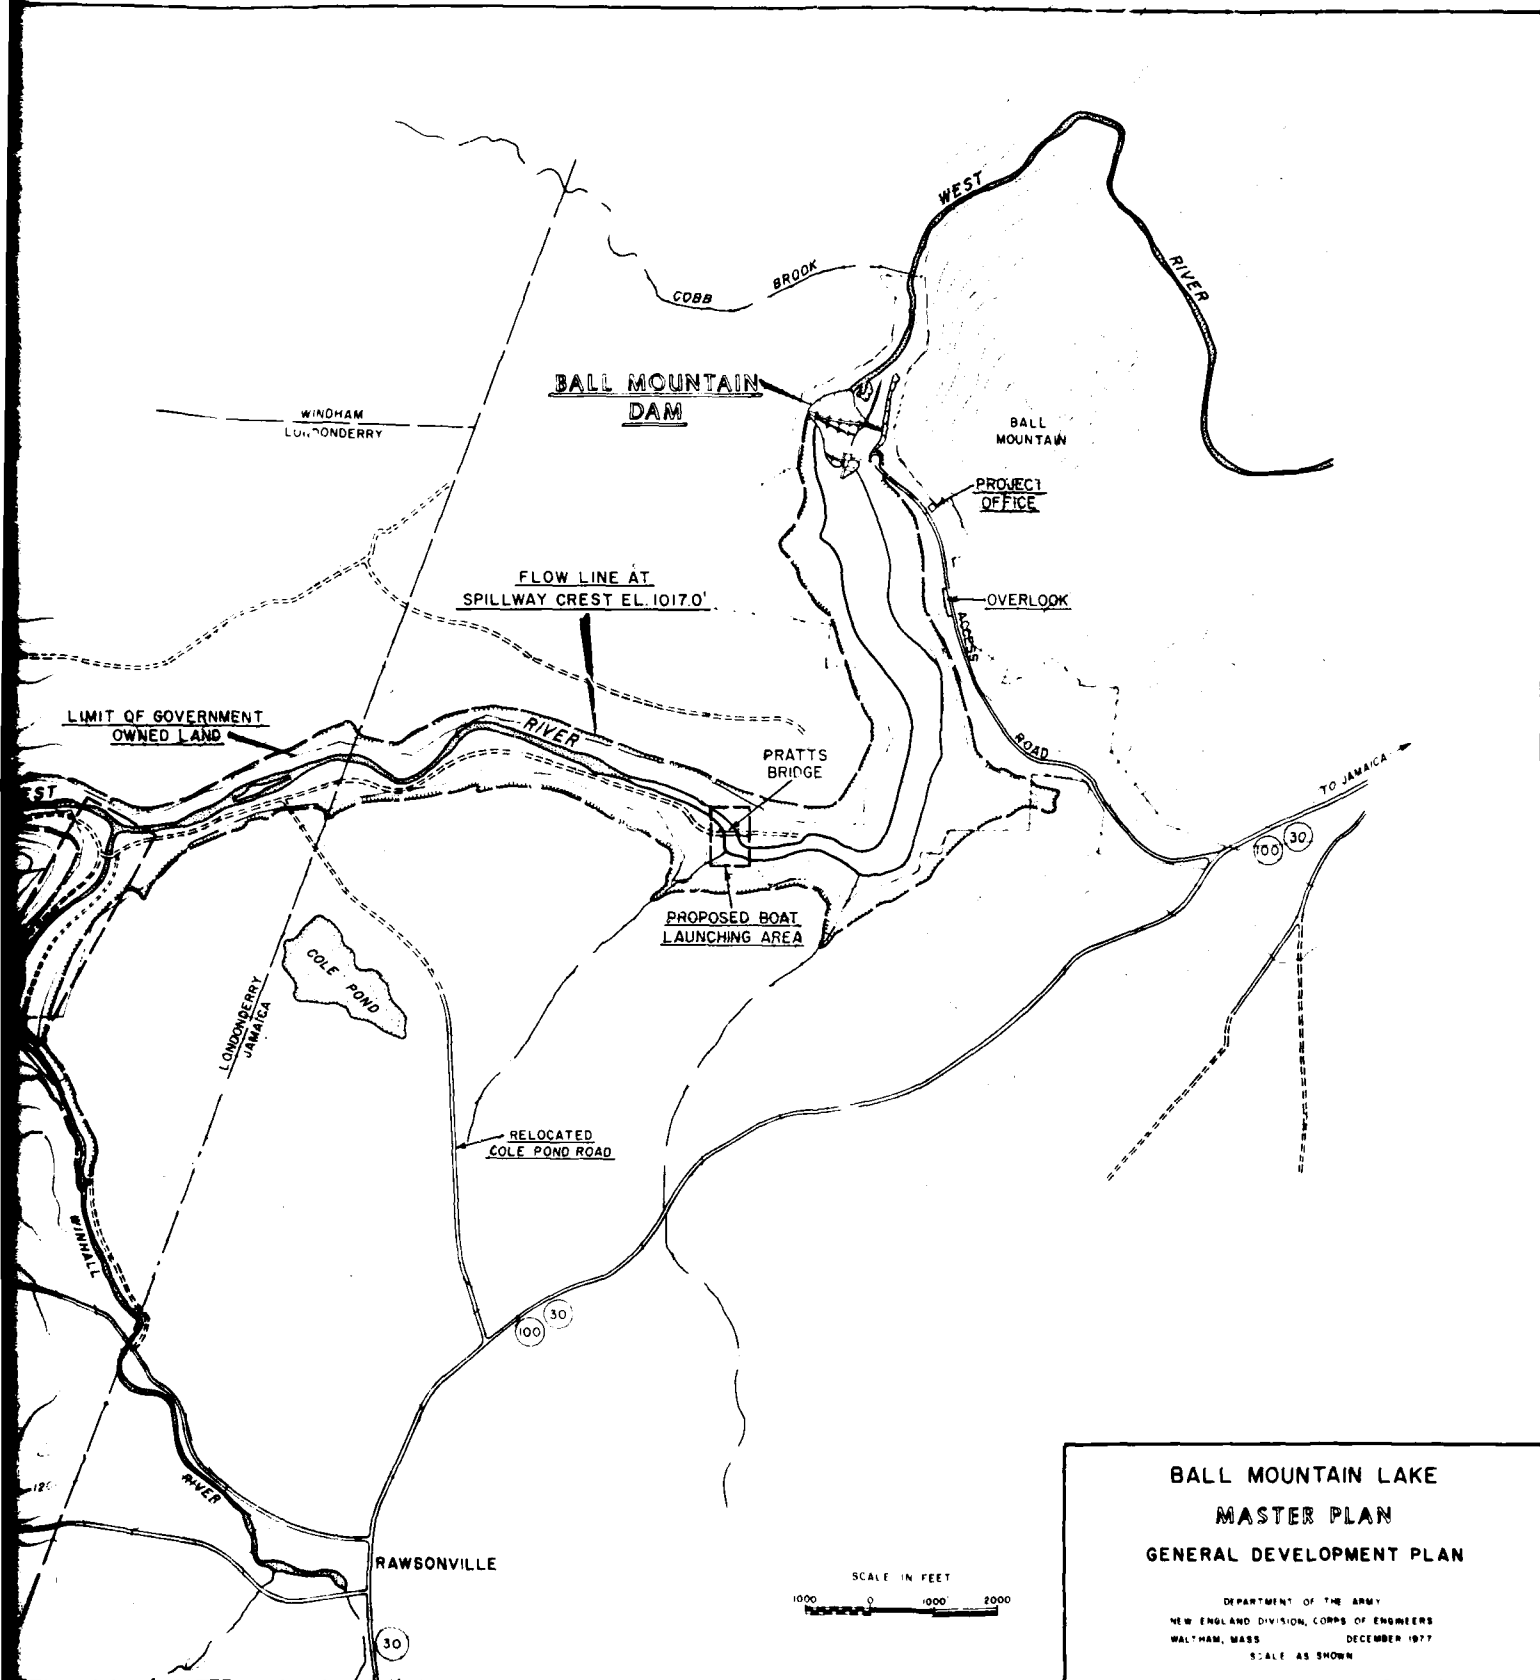 WEST
RIVER
COBB BROOK
BALL MOUNTAIN
DAM
WINDHAM
LONDONDERRY
BALL
MOUNTAIN
PROJECT
OFFICE
FLOW LINE AT
SPILLWAY CREST EL. 1017.0'
OVERLOOK
ACCESS
ROAD
LIMIT OF GOVERNMENT
OWNED LAND
RIVER
PRATTS
BRIDGE
TO JAMAICA
EST
100 30
PROPOSED BOAT
LAUNCHING AREA
COLE POND
LONDONDERRY
JAMAICA
RELOCATED
COLE POND ROAD
WINHALL
100 30
RIVER
RAWSONVILLE
30
SCALE IN FEET
1000 0 1000 2000
BALL MOUNTAIN LAKE
MASTER PLAN
GENERAL DEVELOPMENT PLAN
DEPARTMENT OF THE ARMY
NEW ENGLAND DIVISION, CORPS OF ENGINEERS
WALTHAM, MASS DECEMBER 1977
SCALE AS SHOWN